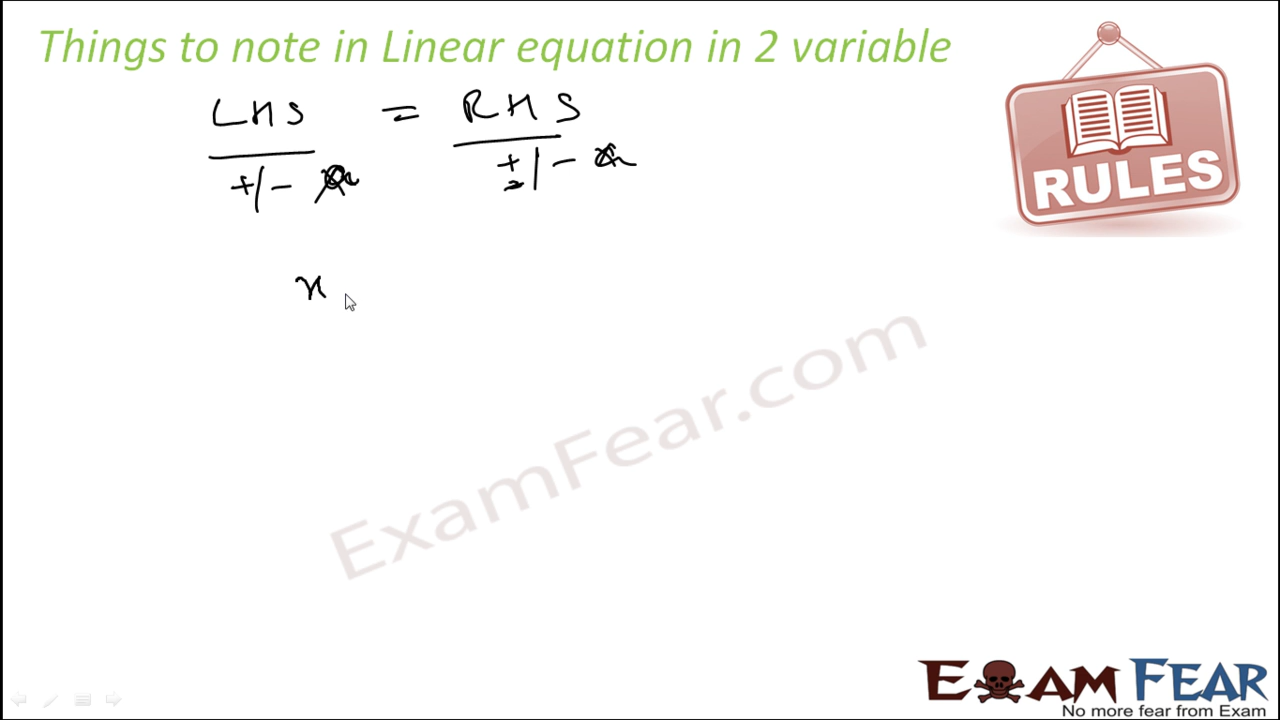 Things to note in Linear equation in 2 variable
LHS = RHS
+/-
+/-
2
RULES
x
ExamFear.com
EXAM FEAR
No more fear from Exam